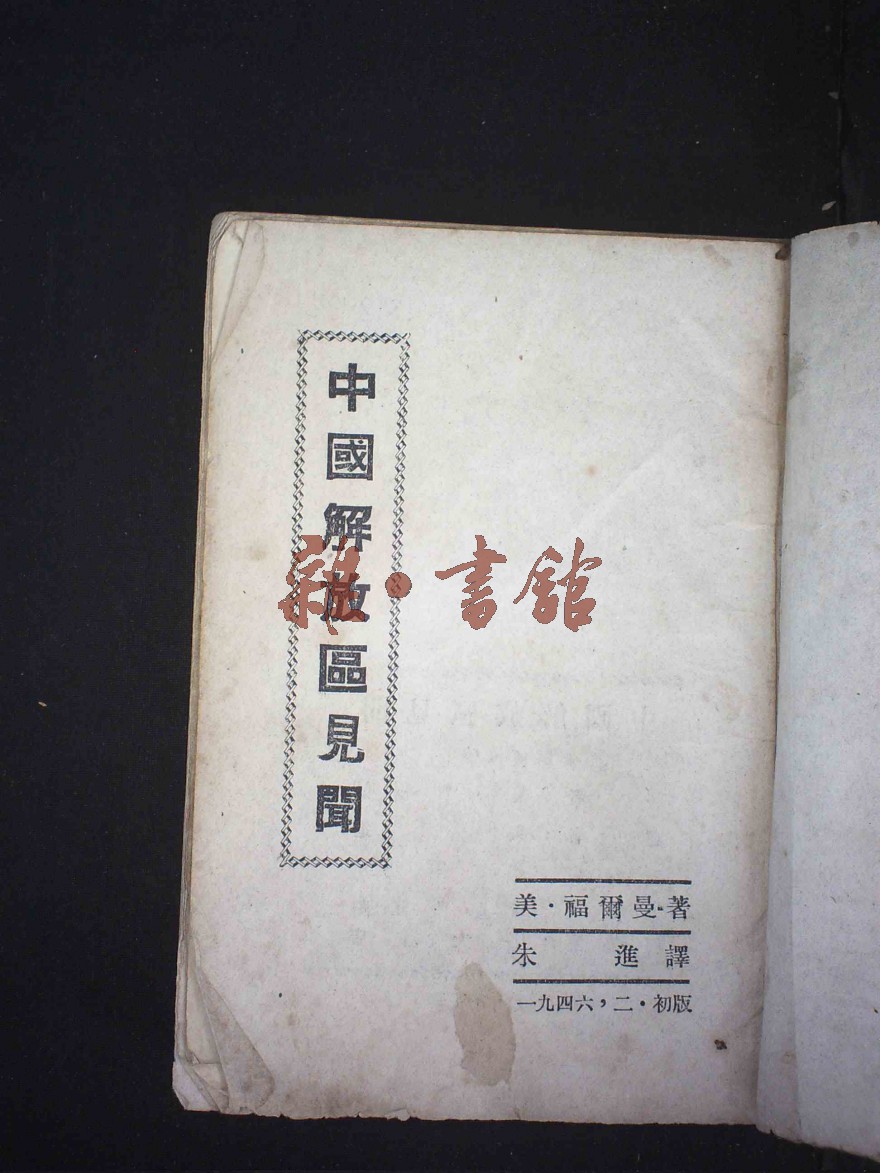 中國解放區見聞
雜·書館
美·福爾曼·著
朱進譯
一九四六，二·初版